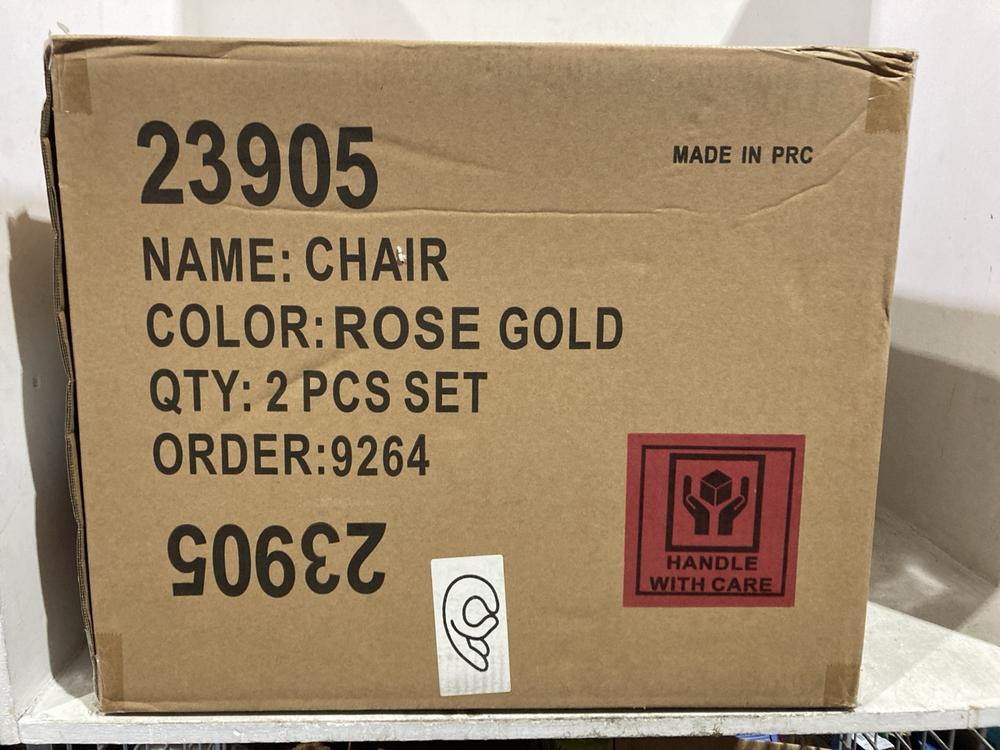 23905
MADE IN PRC
NAME: CHAIR
COLOR:ROSE GOLD
QTY: 2 PCS SET
ORDER:9264
23905
HANDLE
WITH CARE